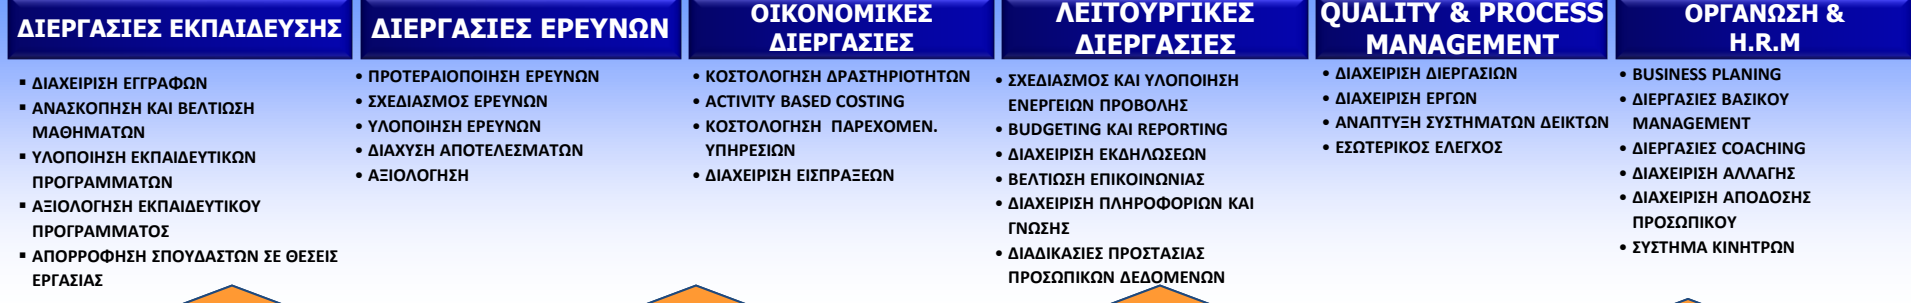 ΔΙΕΡΓΑΣΙΕΣ ΕΚΠΑΙΔΕΥΣΗΣ
▪ ΔΙΑΧΕΙΡΙΣΗ ΕΓΓΡΑΦΩΝ
▪ ΑΝΑΣΚΟΠΗΣΗ ΚΑΙ ΒΕΛΤΙΩΣΗ
ΜΑΘΗΜΑΤΩΝ
▪ ΥΛΟΠΟΙΗΣΗ ΕΚΠΑΙΔΕΥΤΙΚΩΝ
ΠΡΟΓΡΑΜΜΑΤΩΝ
▪ ΑΞΙΟΛΟΓΗΣΗ ΕΚΠΑΙΔΕΥΤΙΚΟΥ
ΠΡΟΓΡΑΜΜΑΤΟΣ
▪ ΑΠΟΡΡΟΦΗΣΗ ΣΠΟΥΔΑΣΤΩΝ ΣΕ ΘΕΣΕΙΣ
ΕΡΓΑΣΙΑΣ
ΔΙΕΡΓΑΣΙΕΣ ΕΡΕΥΝΩΝ
• ΠΡΟΤΕΡΑΙΟΠΟΙΗΣΗ ΕΡΕΥΝΩΝ
• ΣΧΕΔΙΑΣΜΟΣ ΕΡΕΥΝΩΝ
• ΥΛΟΠΟΙΗΣΗ ΕΡΕΥΝΩΝ
• ΔΙΑΧΥΣΗ ΑΠΟΤΕΛΕΣΜΑΤΩΝ
• ΑΞΙΟΛΟΓΗΣΗ
ΟΙΚΟΝΟΜΙΚΕΣ
ΔΙΕΡΓΑΣΙΕΣ
• ΚΟΣΤΟΛΟΓΗΣΗ ΔΡΑΣΤΗΡΙΟΤΗΤΩΝ
• ACTIVITY BASED COSTING
• ΚΟΣΤΟΛΟΓΗΣΗ ΠΑΡΕΧΟΜΕΝ.
ΥΠΗΡΕΣΙΩΝ
• ΔΙΑΧΕΙΡΙΣΗ ΕΙΣΠΡΑΞΕΩΝ
ΛΕΙΤΟΥΡΓΙΚΕΣ
ΔΙΕΡΓΑΣΙΕΣ
• ΣΧΕΔΙΑΣΜΟΣ ΚΑΙ ΥΛΟΠΟΙΗΣΗ
ΕΝΕΡΓΕΙΩΝ ΠΡΟΒΟΛΗΣ
• BUDGETING ΚΑΙ REPORTING
• ΔΙΑΧΕΙΡΙΣΗ ΕΚΔΗΛΩΣΕΩΝ
• ΒΕΛΤΙΩΣΗ ΕΠΙΚΟΙΝΩΝΙΑΣ
• ΔΙΑΧΕΙΡΙΣΗ ΠΛΗΡΟΦΟΡΙΩΝ ΚΑΙ
ΓΝΩΣΗΣ
• ΔΙΑΔΙΚΑΣΙΕΣ ΠΡΟΣΤΑΣΙΑΣ
ΠΡΟΣΩΠΙΚΩΝ ΔΕΔΟΜΕΝΩΝ
QUALITY & PROCESS
MANAGEMENT
• ΔΙΑΧΕΙΡΙΣΗ ΔΙΕΡΓΑΣΙΩΝ
• ΔΙΑΧΕΙΡΙΣΗ ΕΡΓΩΝ
• ΑΝΑΠΤΥΞΗ ΣΥΣΤΗΜΑΤΩΝ ΔΕΙΚΤΩΝ
• ΕΣΩΤΕΡΙΚΟΣ ΕΛΕΓΧΟΣ
ΟΡΓΑΝΩΣΗ &
H.R.M
• BUSINESS PLANING
• ΔΙΕΡΓΑΣΙΕΣ ΒΑΣΙΚΟΥ
MANAGEMENT
• ΔΙΕΡΓΑΣΙΕΣ COACHING
• ΔΙΑΧΕΙΡΙΣΗ ΑΛΛΑΓΗΣ
• ΔΙΑΧΕΙΡΙΣΗ ΑΠΟΔΟΣΗΣ
ΠΡΟΣΩΠΙΚΟΥ
• ΣΥΣΤΗΜΑ ΚΙΝΗΤΡΩΝ